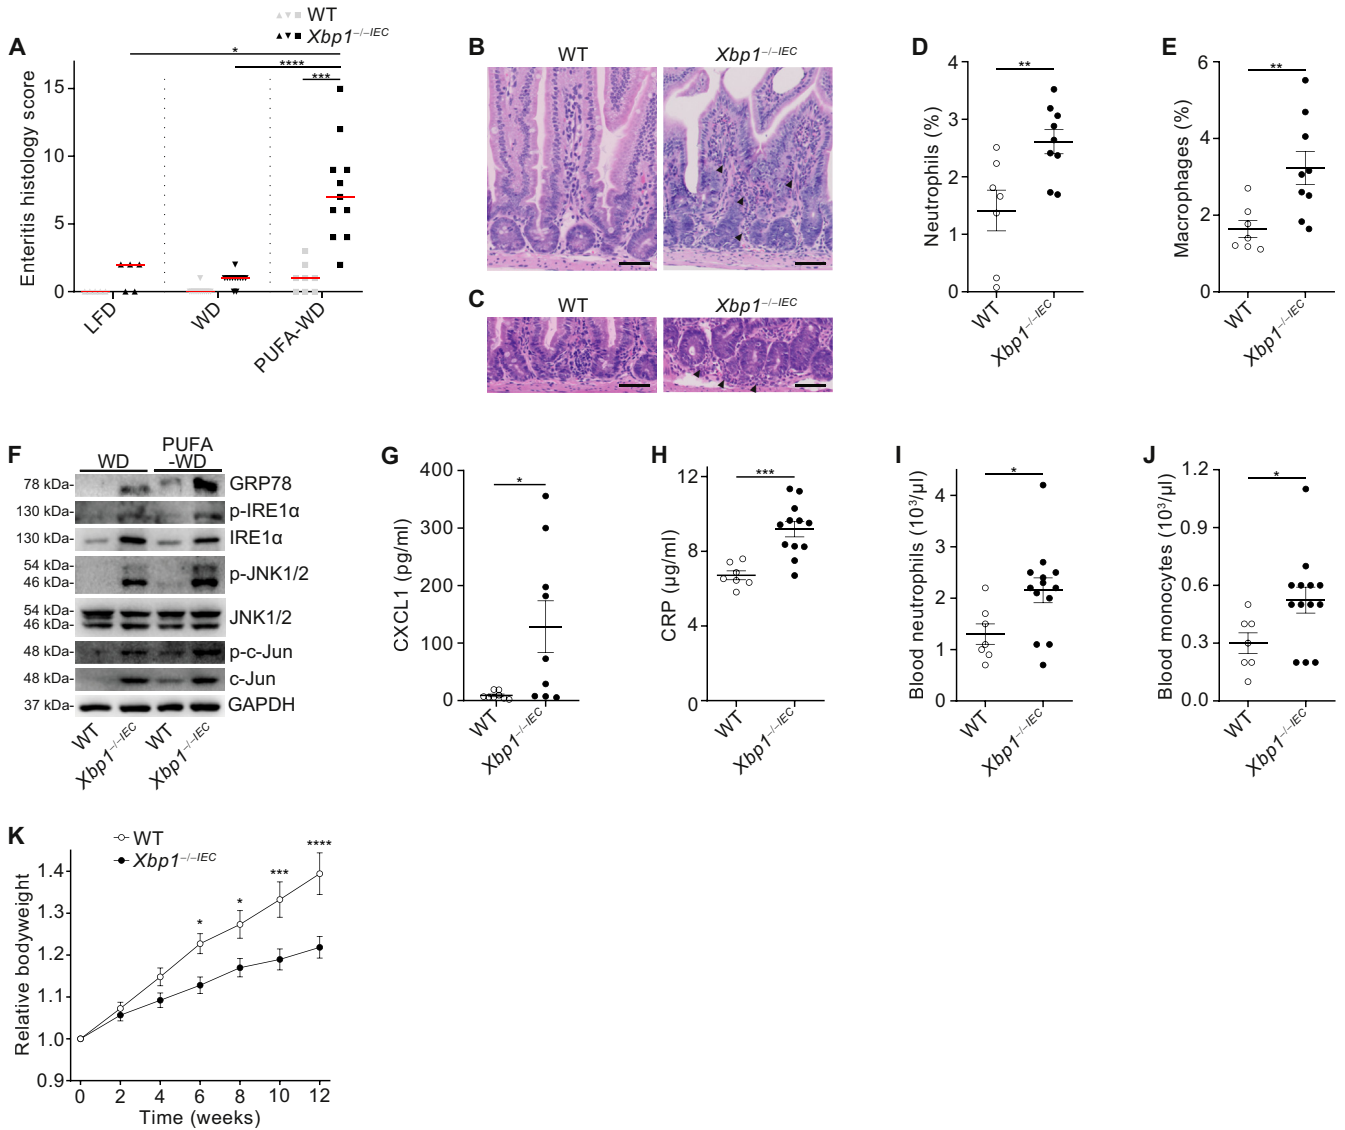 WT
Xbp1−/−IEC
A
*
****
***
Enteritis histology score
15
10
5
0
LFD
WD
PUFA-WD
B
WT
Xbp1−/−IEC
C
WT
Xbp1−/−IEC
D
**
Neutrophils (%)
4
3
2
1
0
WT
Xbp1−/−IEC
E
**
Macrophages (%)
6
4
2
0
WT
Xbp1−/−IEC
F
WD
PUFA
-WD
78 kDa-
GRP78
130 kDa-
p-IRE1α
130 kDa-
IRE1α
54 kDa-
46 kDa-
p-JNK1/2
54 kDa-
46 kDa-
JNK1/2
48 kDa-
p-c-Jun
48 kDa-
c-Jun
37 kDa-
GAPDH
WT
Xbp1−/−IEC
WT
Xbp1−/−IEC
G
*
CXCL1 (pg/ml)
400
300
200
100
0
WT
Xbp1−/−IEC
H
***
CRP (µg/ml)
12
8
4
0
WT
Xbp1−/−IEC
I
*
Blood neutrophils (10³/µl)
4
3
2
1
0
WT
Xbp1−/−IEC
J
*
Blood monocytes (10³/µl)
1.2
0.9
0.6
0.3
0.0
WT
Xbp1−/−IEC
K
WT
Xbp1−/−IEC
*
*
***
****
Relative bodyweight
1.4
1.3
1.2
1.1
1.0
0.9
0 2 4 6 8 10 12
Time (weeks)